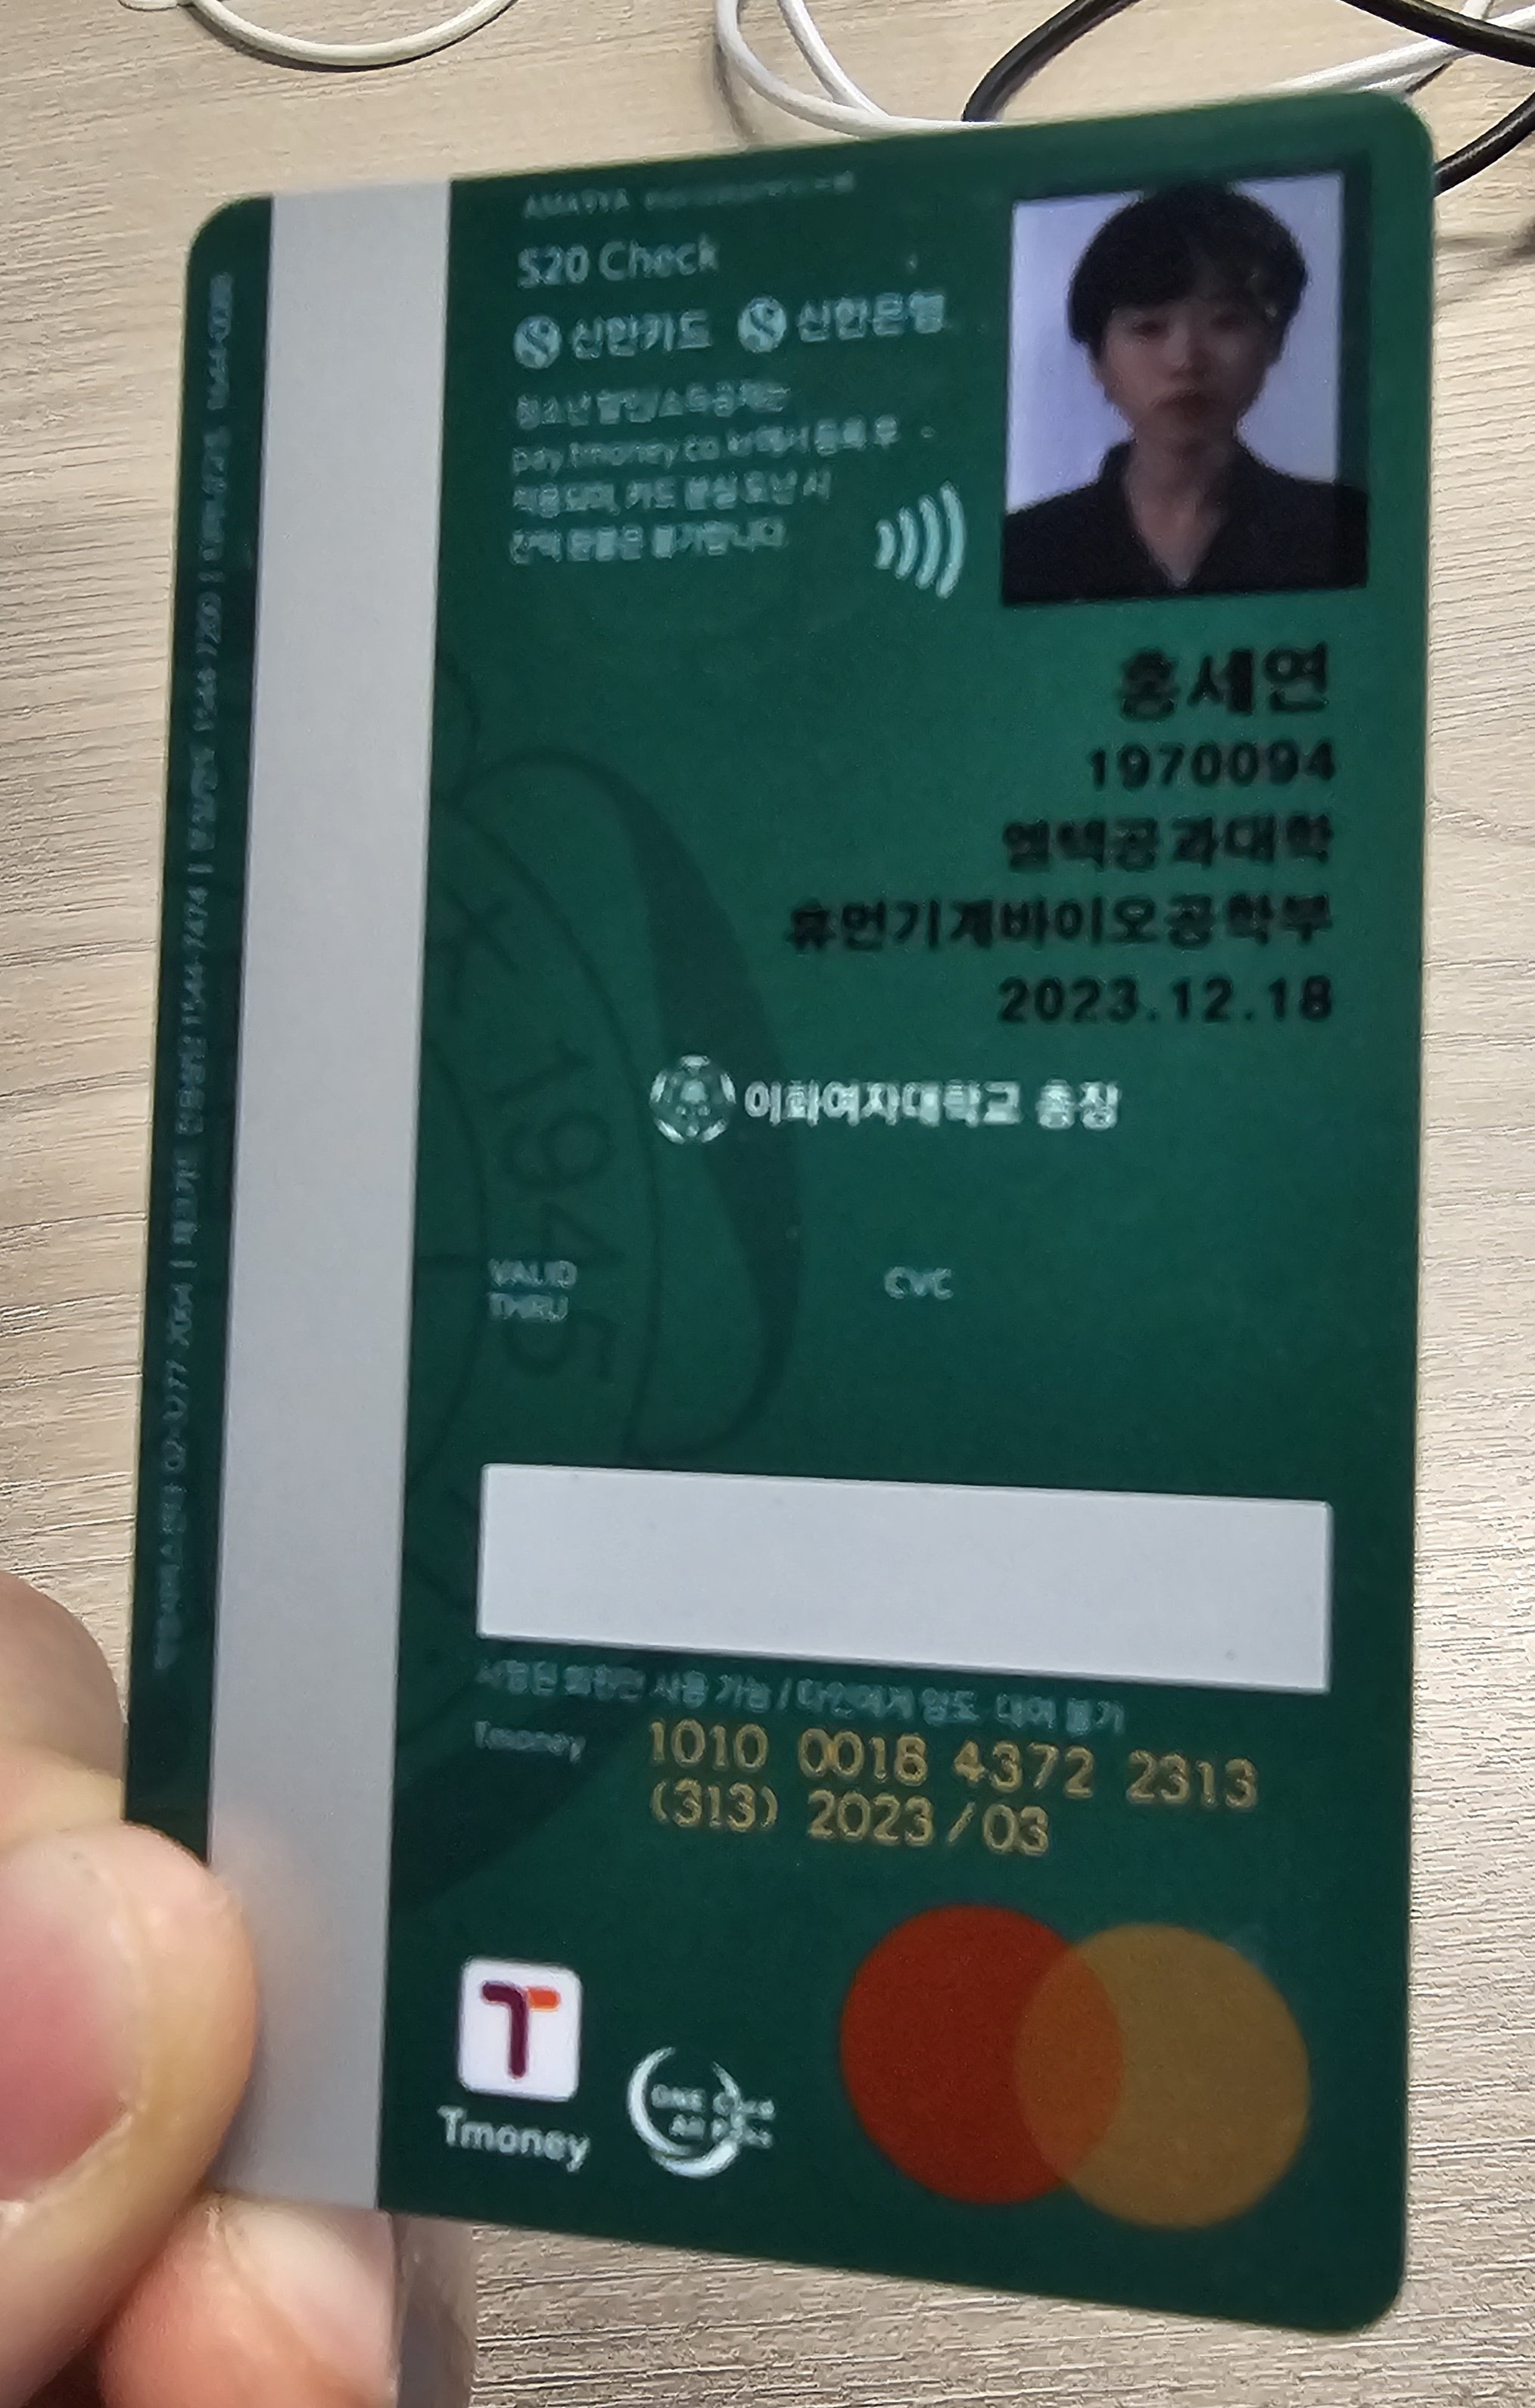 S20 Check
신한카드 신한은행
청소년 할인/소득공제는
pay.tmoney.co.kr에서 등록 후
적용되며, 카드 분실 도난 시
잔액 환불은 불가합니다
홍세연
1970094
엘텍공과대학
휴먼기계바이오공학부
2023.12.18
이화여자대학교 총장
1945
VALID
THRU
CVC
서명된 회원만 사용 가능 / 타인에게 양도 대여 불가
Tmoney 1010 0018 4372 2313
(313) 2023/03
Tmoney
ONE CARD
ALL PASS